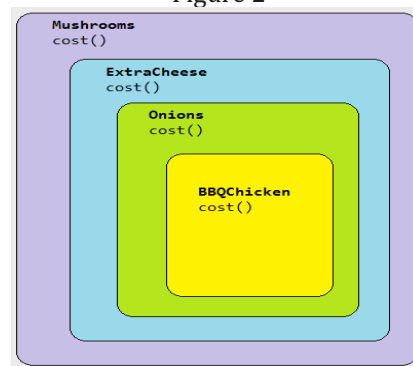 Figure 2
Mushrooms
cost()
ExtraCheese
cost()
Onions
cost()
BBQChicken
cost()